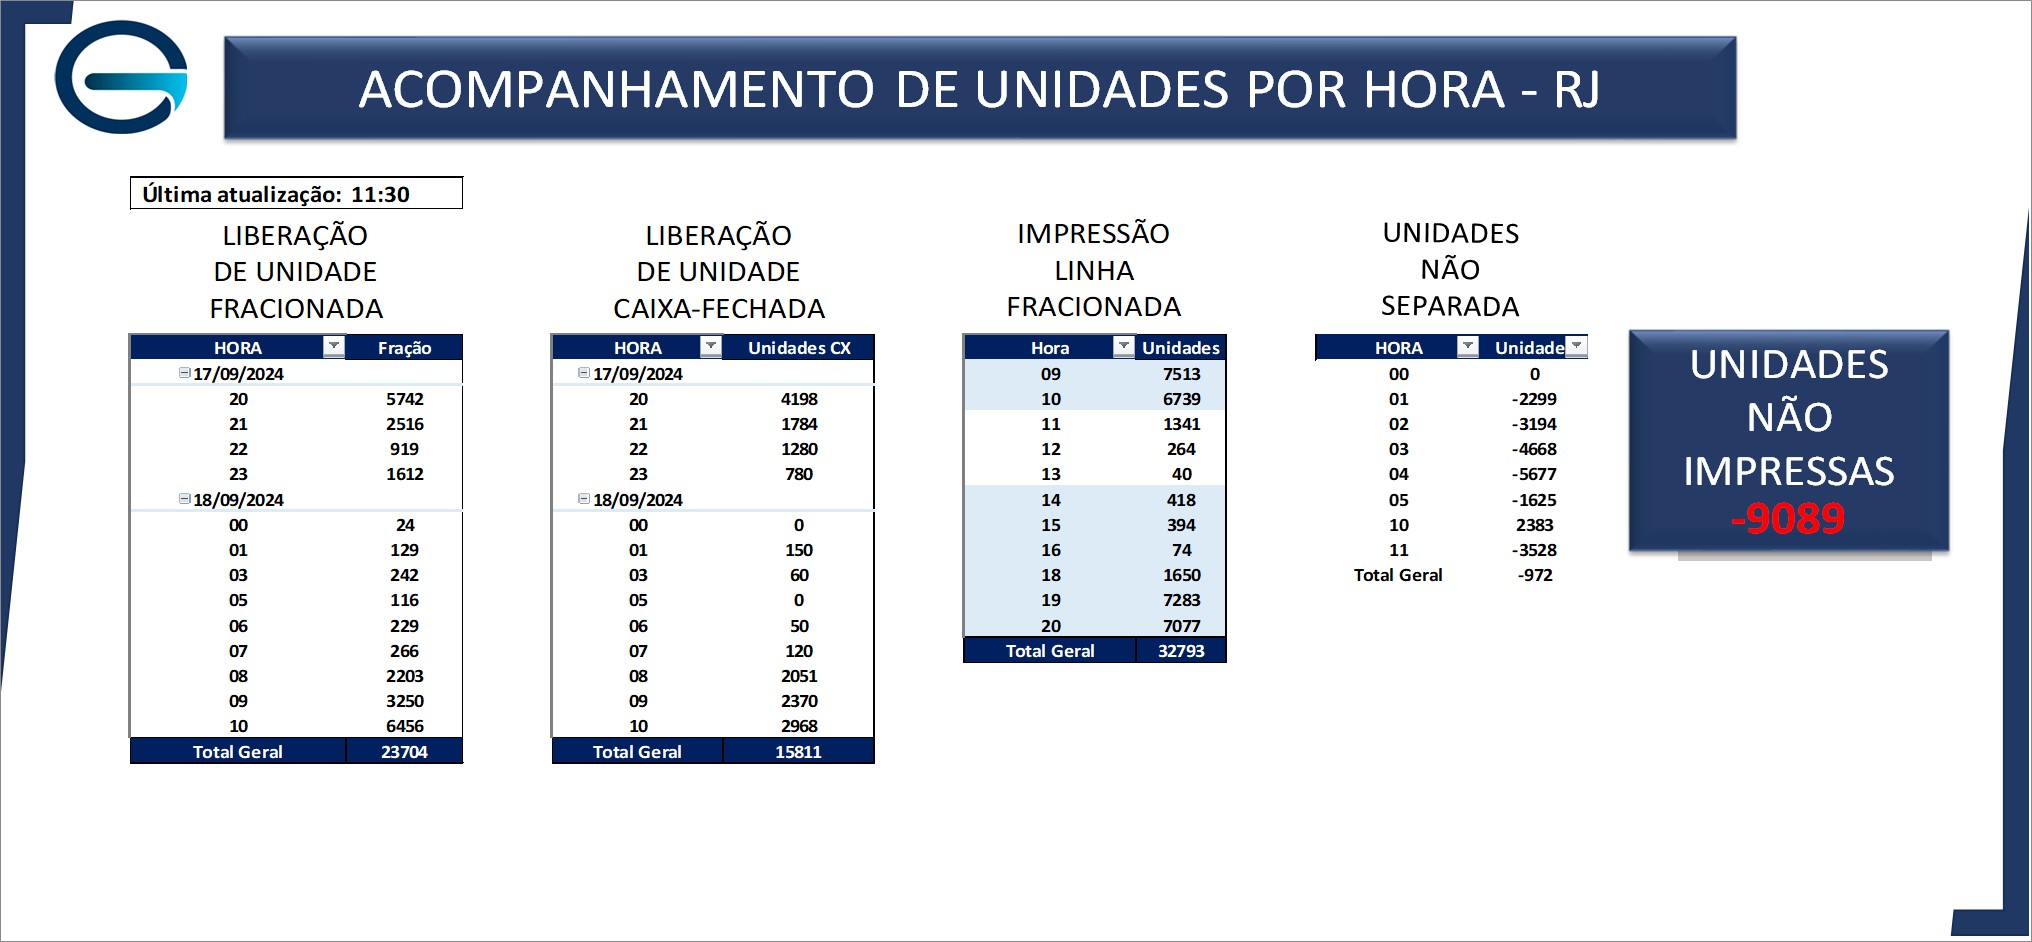 ACOMPANHAMENTO DE UNIDADES POR HORA - RJ
Última atualização: 11:30
LIBERAÇÃO
DE UNIDADE
FRACIONADA
HORA Fração
17/09/2024
20 5742
21 2516
22 919
23 1612
18/09/2024
00 24
01 129
03 242
05 116
06 229
07 266
08 2203
09 3250
10 6456
Total Geral 23704
LIBERAÇÃO
DE UNIDADE
CAIXA-FECHADA
HORA Unidades CX
17/09/2024
20 4198
21 1784
22 1280
23 780
18/09/2024
00 0
01 150
03 60
05 0
06 50
07 120
08 2051
09 2370
10 2968
Total Geral 15811
IMPRESSÃO
LINHA
FRACIONADA
Hora Unidades
09 7513
10 6739
11 1341
12 264
13 40
14 418
15 394
16 74
18 1650
19 7283
20 7077
Total Geral 32793
UNIDADES
NÃO
SEPARADA
HORA Unidade
00 0
01 -2299
02 -3194
03 -4668
04 -5677
05 -1625
10 2383
11 -3528
Total Geral -972
UNIDADES
NÃO
IMPRESSAS
-9089